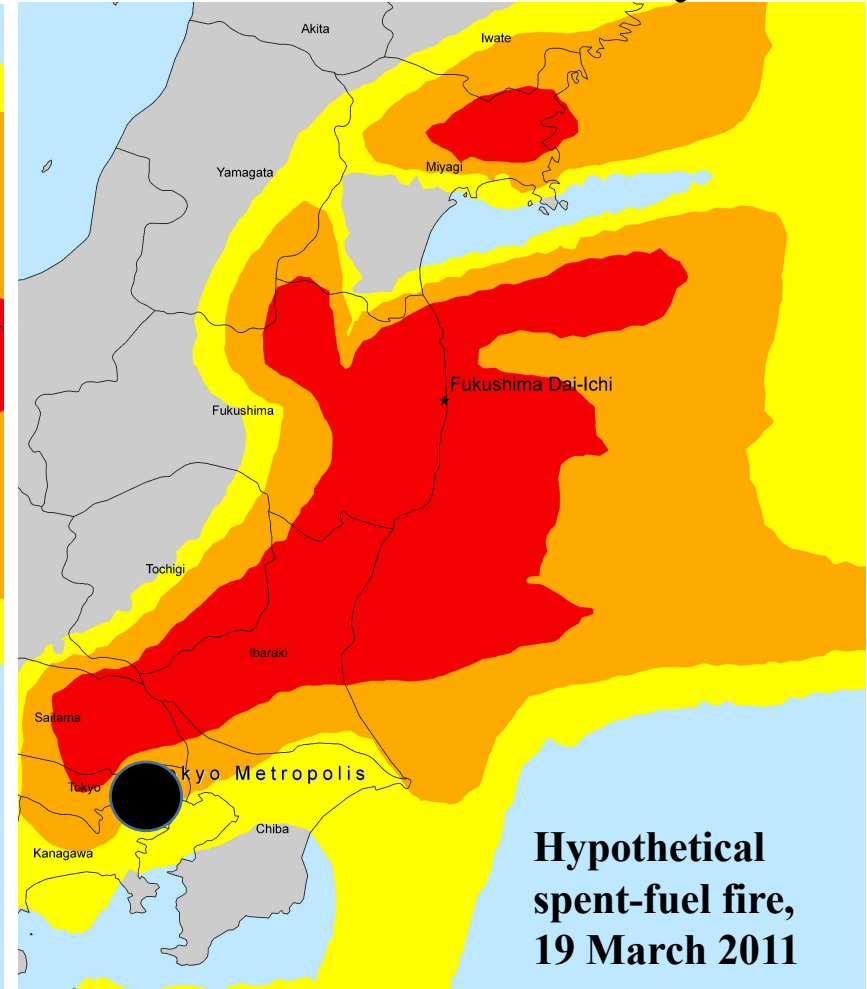 Akita
Iwate
Yamagata
Miyagi
Fukushima Dai-Ichi
Fukushima
Tochigi
Ibaraki
Saitama
kyo Metropolis
Tokyo
Chiba
Kanagawa
Hypothetical
spent-fuel fire,
19 March 2011